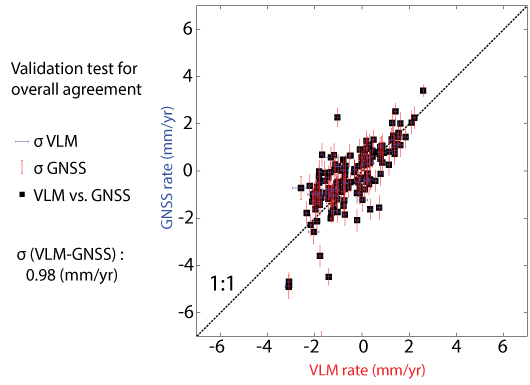 Validation test for
overall agreement
σ VLM
σ GNSS
VLM vs. GNSS
σ (VLM-GNSS) :
0.98 (mm/yr)
GNSS rate (mm/yr)
6
4
2
0
-2
-4
-6
1:1
-6 -4 -2 0 2 4 6
VLM rate (mm/yr)